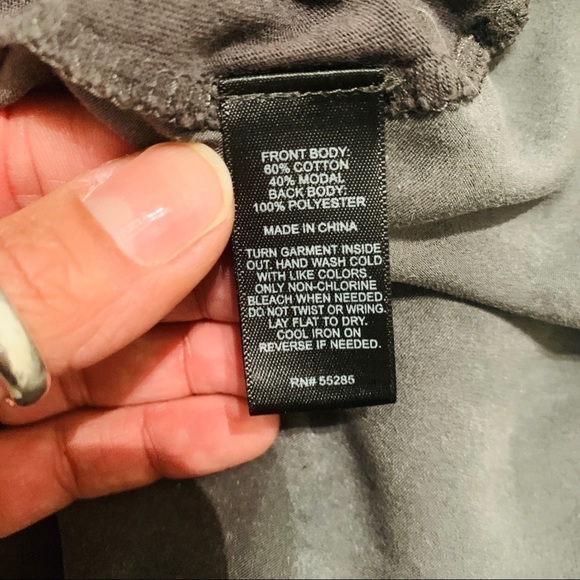 FRONT BODY:
60% COTTON
40% MODAL
BACK BODY:
100% POLYESTER
MADE IN CHINA
TURN GARMENT INSIDE
OUT. HAND WASH COLD
WITH LIKE COLORS.
ONLY NON-CHLORINE
BLEACH WHEN NEEDED.
DO NOT TWIST OR WRING.
LAY FLAT TO DRY.
COOL IRON ON
REVERSE IF NEEDED.
RN# 55285